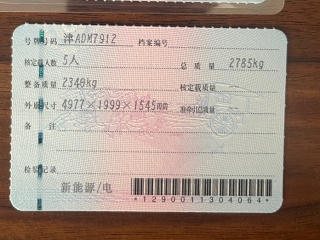 号牌号码 津ADM7912 档案编号
核定载人数 5人 总质量 2785kg
整备质量 2340kg 核定载质量
外廓尺寸 4977×1999×1545mm 准牵引总质量
备注
检验记录
新能源/电
*1290011304064*